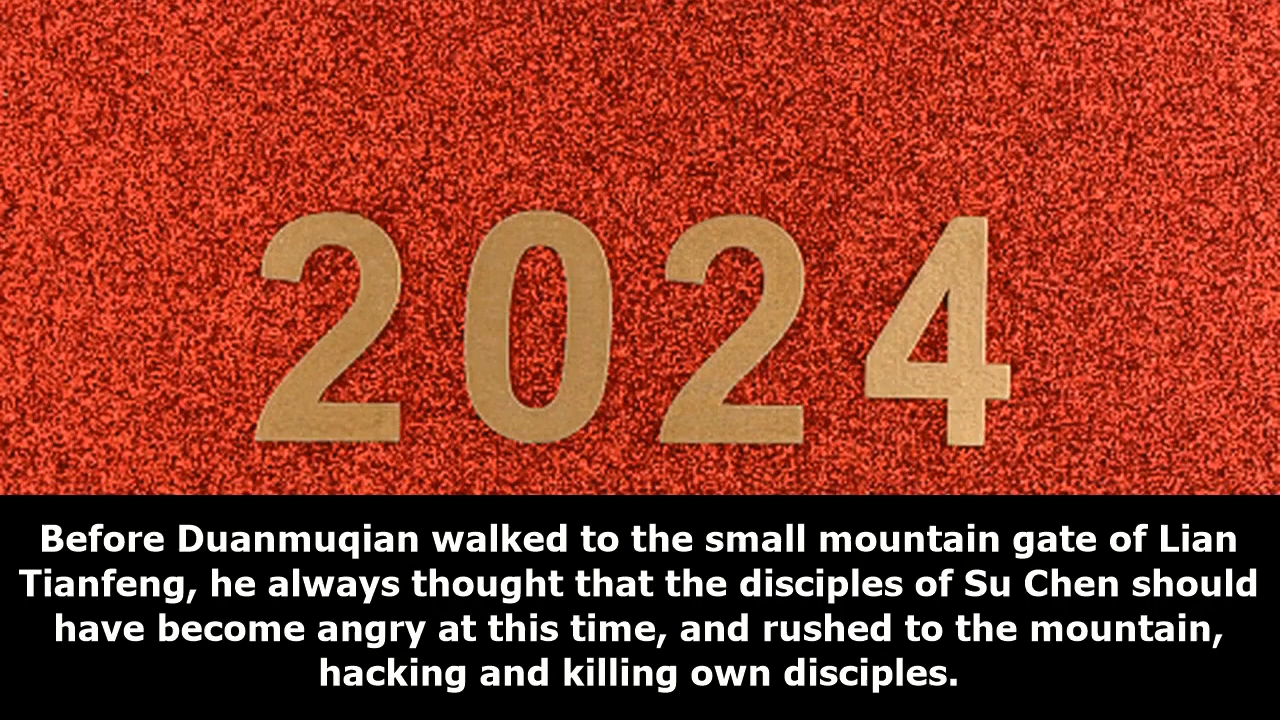 2024
Before Duanmuqian walked to the small mountain gate of Lian
Tianfeng, he always thought that the disciples of Su Chen should
have become angry at this time, and rushed to the mountain,
hacking and killing own disciples.